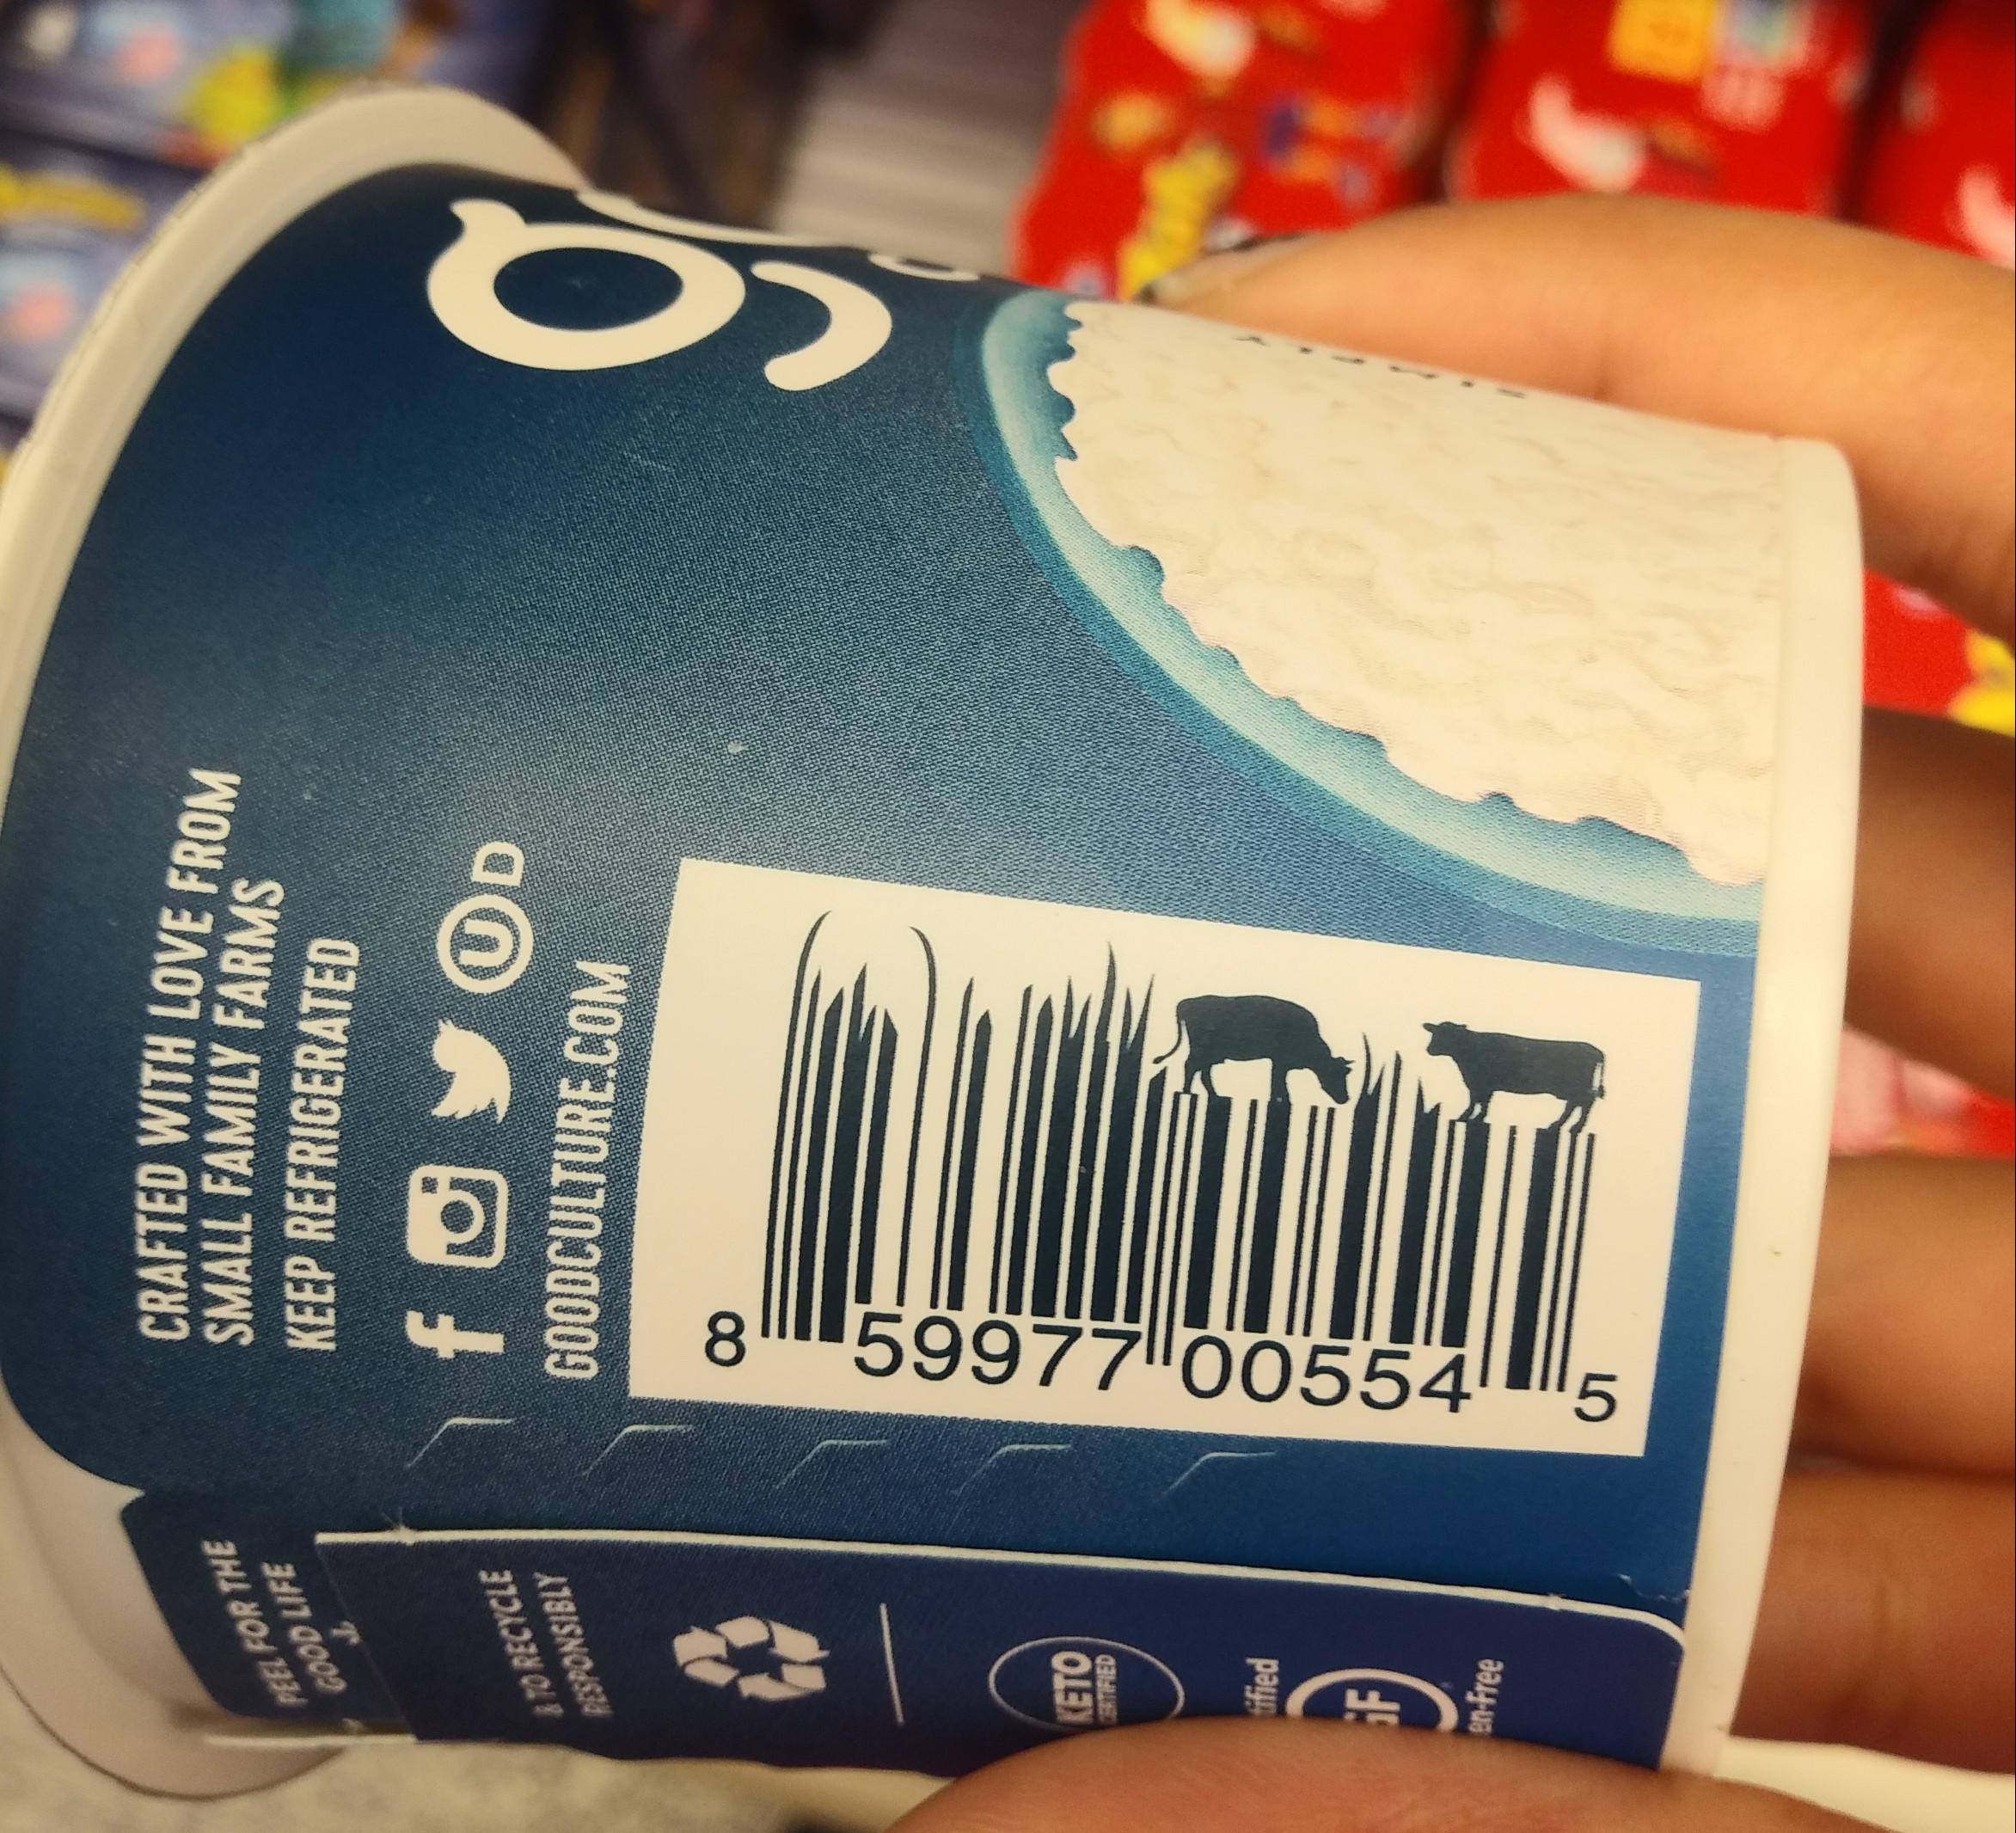 g
SIMPLY
CRAFTED WITH LOVE FROM
SMALL FAMILY FARMS
KEEP REFRIGERATED
f U D
GOODCULTURE.COM
8 59977 00554 5
PEEL FOR THE
GOOD LIFE
& TO RECYCLE
RESPONSIBLY
KETO
CERTIFIED
GF